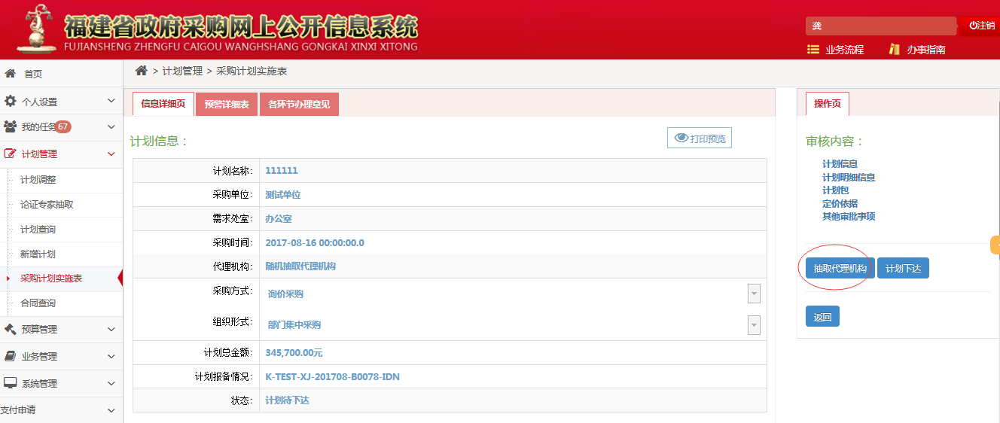 福建省政府采购网上公开信息系统
FUJIANSHENG ZHENGFU CAIGOU WANGHSHANG GONGKAI XINXI XITONG
龚
注销
业务流程
办事指南
首页
个人设置
我的任务 67
计划管理
计划调整
论证专家抽取
计划查询
新增计划
采购计划实施表
合同查询
预算管理
业务管理
系统管理
支付申请
> 计划管理 > 采购计划实施表
信息详细页 预警详细表 各环节办理意见
计划信息：
打印预览
计划名称: 111111
采购单位: 测试单位
需求处室: 办公室
采购时间: 2017-08-16 00:00:00.0
代理机构: 随机抽取代理机构
采购方式: 询价采购
组织形式: 部门集中采购
计划总金额: 345,700.00元
计划报备情况: K-TEST-XJ-201708-B0078-IDN
状态: 计划待下达
操作页
审核内容：
计划信息
计划明细信息
计划包
定价依据
其他审批事项
抽取代理机构 计划下达
返回